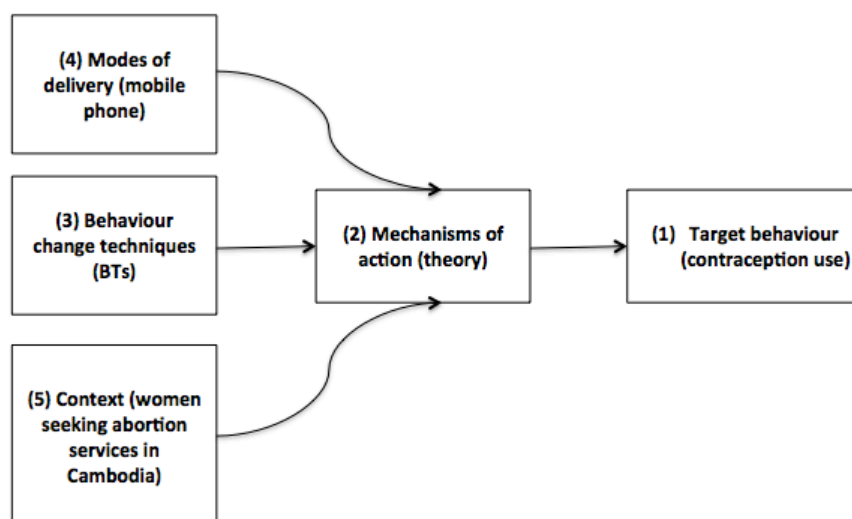 (4) Modes of
delivery (mobile
phone)
(3) Behaviour
change techniques
(BTs)
(5) Context (women
seeking abortion
services in
Cambodia)
(2) Mechanisms of
action (theory)
(1) Target behaviour
(contraception use)